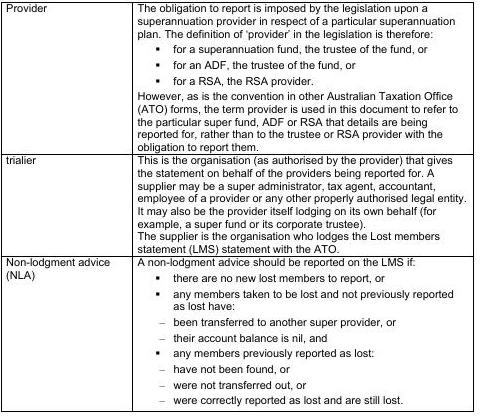 Provider
The obligation to report is imposed by the legislation upon a
superannuation provider in respect of a particular superannuation
plan. The definition of 'provider' in the legislation is therefore:
▪ for a superannuation fund, the trustee of the fund, or
▪ for an ADF, the trustee of the fund, or
▪ for a RSA, the RSA provider.
However, as is the convention in other Australian Taxation Office
(ATO) forms, the term provider is used in this document to refer to
the particular super fund, ADF or RSA that details are being
reported for, rather than to the trustee or RSA provider with the
obligation to report them.
trialier
This is the organisation (as authorised by the provider) that gives
the statement on behalf of the providers being reported for. A
supplier may be a super administrator, tax agent, accountant,
employee of a provider or any other properly authorised legal entity.
It may also be the provider itself lodging on its own behalf (for
example, a super fund or its corporate trustee).
The supplier is the organisation who lodges the Lost members
statement (LMS) statement with the ATO.
Non-lodgment advice
(NLA)
A non-lodgment advice should be reported on the LMS if:
▪ there are no new lost members to report, or
▪ any members taken to be lost and not previously reported
as lost have:
– been transferred to another super provider, or
– their account balance is nil, and
▪ any members previously reported as lost:
– have not been found, or
– were not transferred out, or
– were correctly reported as lost and are still lost.